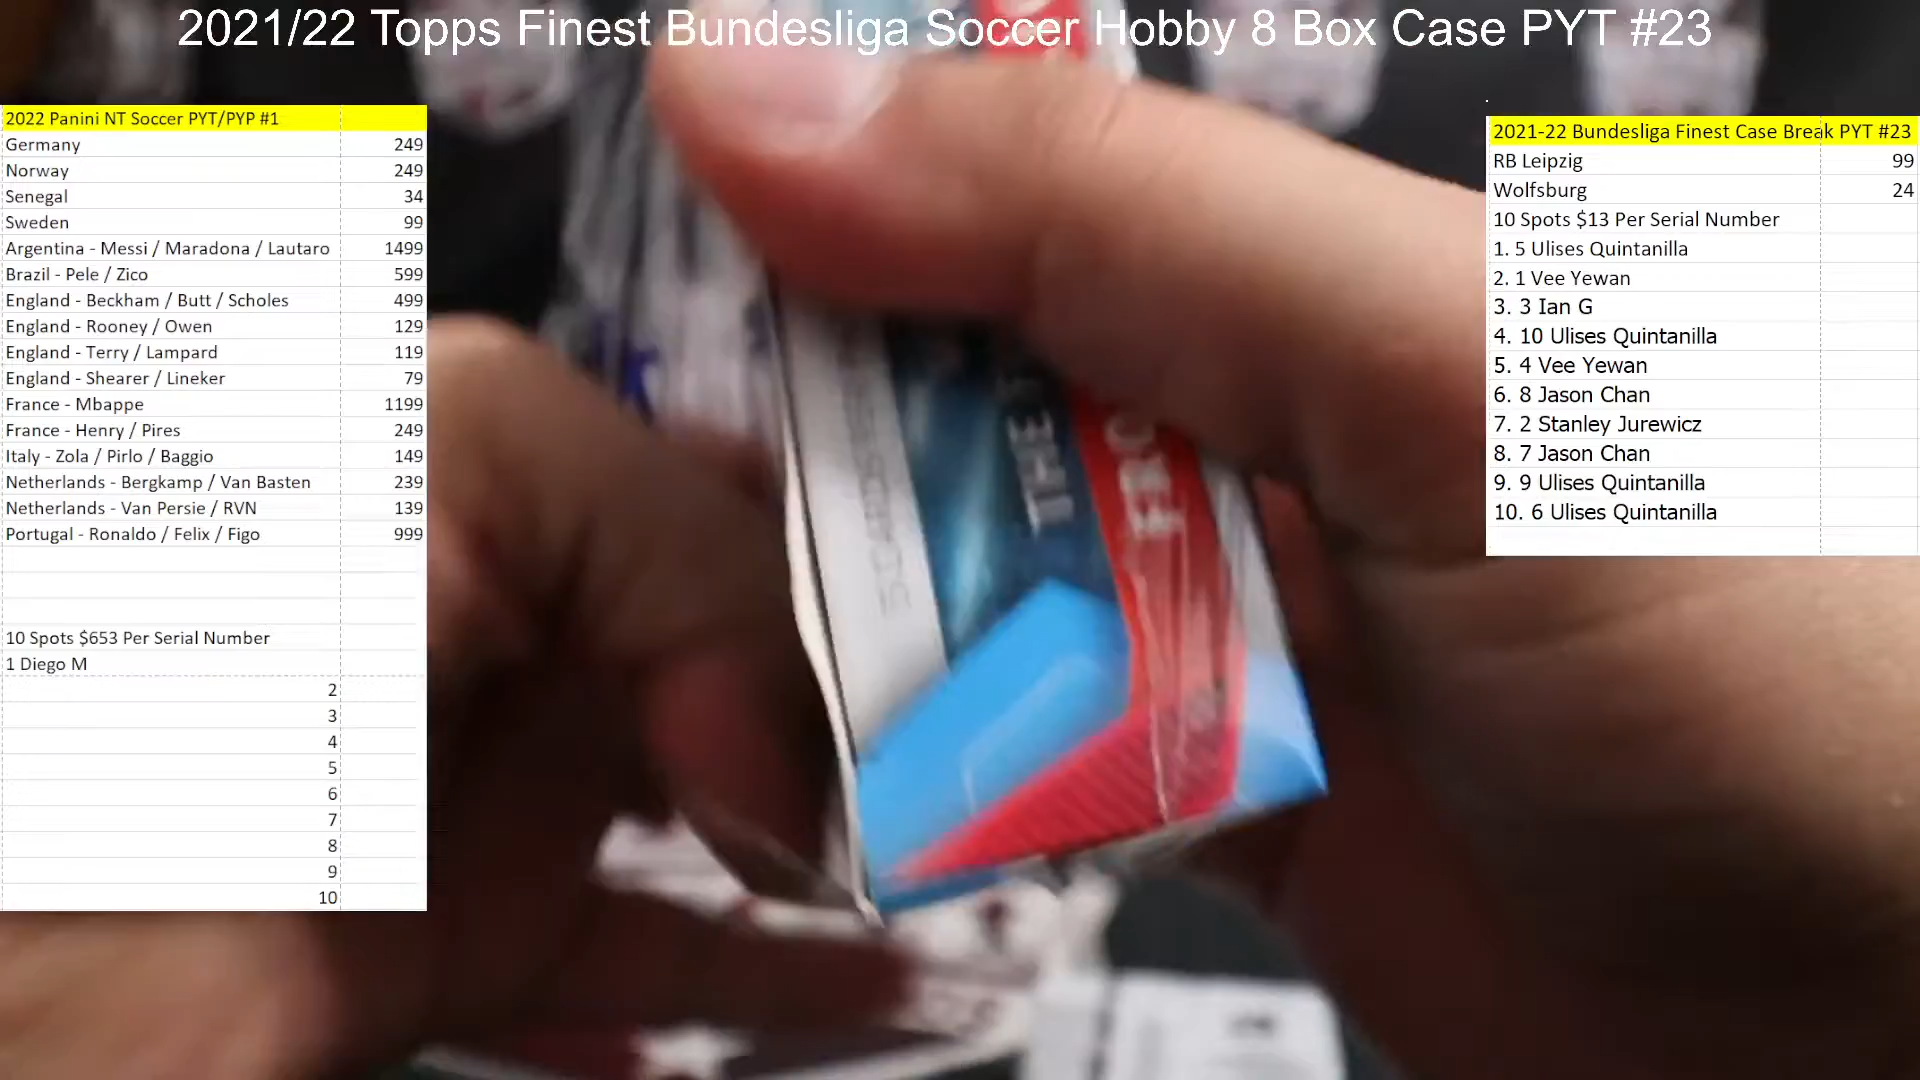 2021/22 Topps Finest Bundesliga Soccer Hobby 8 Box Case PYT #23
2022 Panini NT Soccer PYT/PYP #1
Germany 249
Norway 249
Senegal 34
Sweden 99
Argentina - Messi / Maradona / Lautaro 1499
Brazil - Pele / Zico 599
England - Beckham / Butt / Scholes 499
England - Rooney / Owen 129
England - Terry / Lampard 119
England - Shearer / Lineker 79
France - Mbappe 1199
France - Henry / Pires 249
Italy - Zola / Pirlo / Baggio 149
Netherlands - Bergkamp / Van Basten 239
Netherlands - Van Persie / RVN 139
Portugal - Ronaldo / Felix / Figo 999
10 Spots $653 Per Serial Number
1 Diego M
2
3
4
5
6
7
8
9
10
2021-22 Bundesliga Finest Case Break PYT #23
RB Leipzig 99
Wolfsburg 24
10 Spots $13 Per Serial Number
1. 5 Ulises Quintanilla
2. 1 Vee Yewan
3. 3 Ian G
4. 10 Ulises Quintanilla
5. 4 Vee Yewan
6. 8 Jason Chan
7. 2 Stanley Jurewicz
8. 7 Jason Chan
9. 9 Ulises Quintanilla
10. 6 Ulises Quintanilla
THE